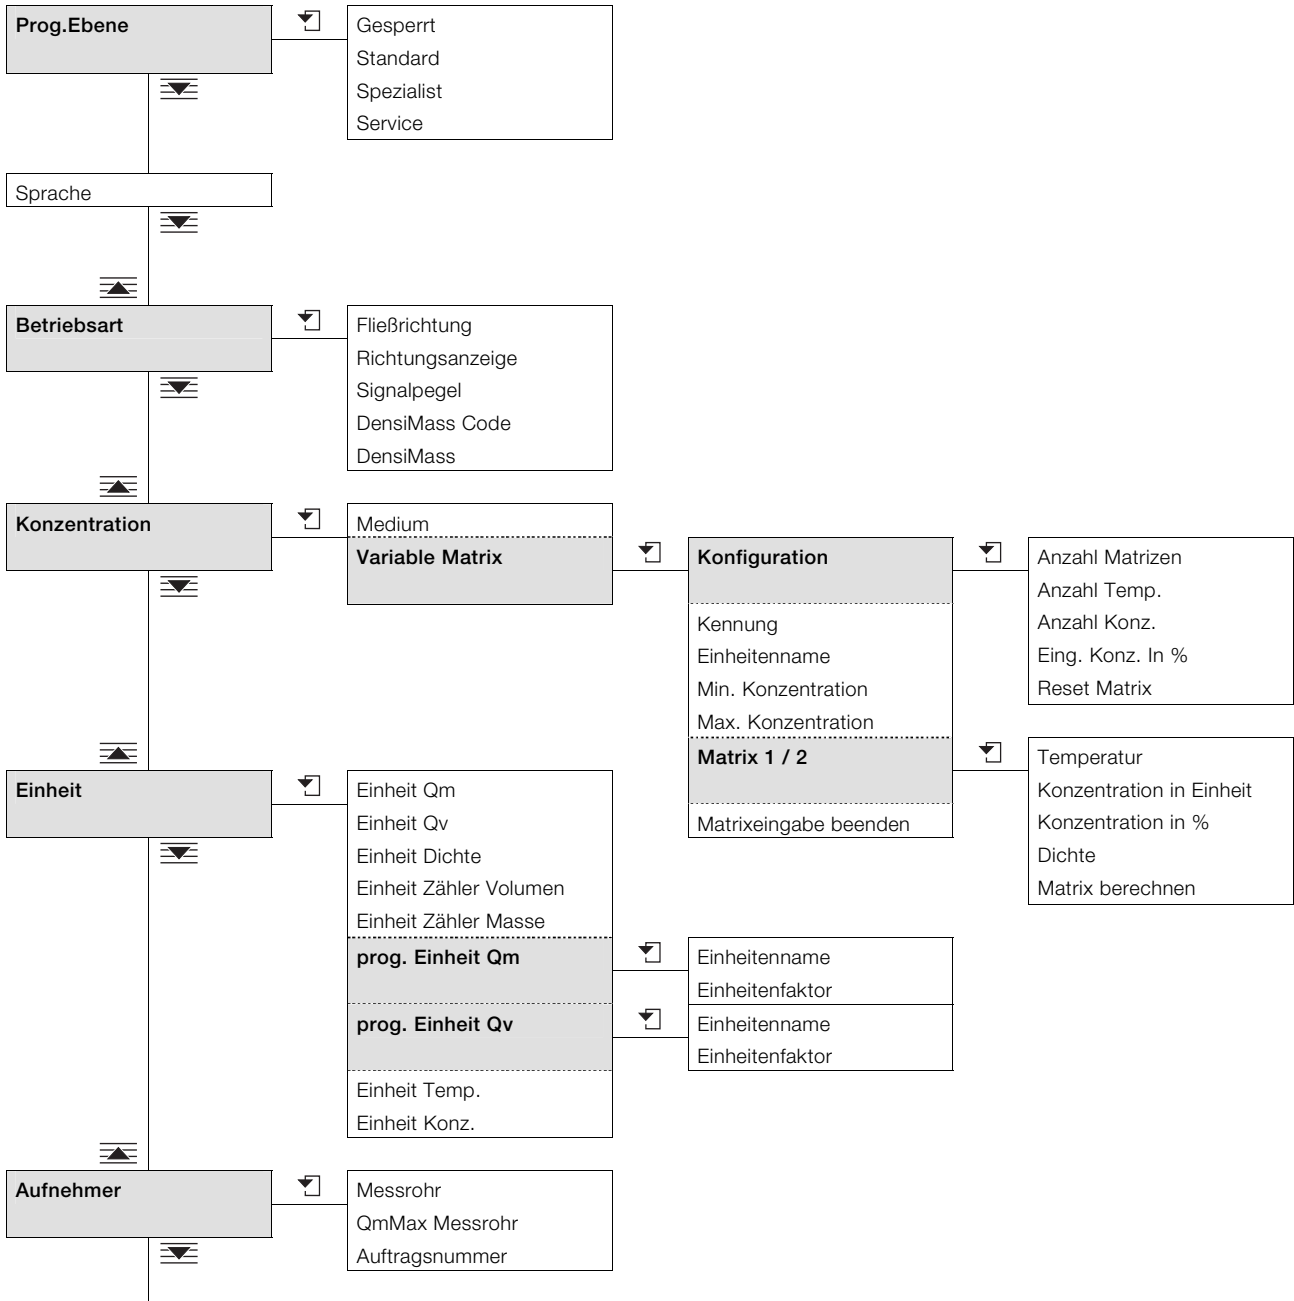 Prog.Ebene
Gesperrt
Standard
Spezialist
Service
Sprache
Betriebsart
Fließrichtung
Richtungsanzeige
Signalpegel
DensiMass Code
DensiMass
Konzentration
Medium
Variable Matrix
Konfiguration
Kennung
Einheitenname
Min. Konzentration
Max. Konzentration
Matrix 1 / 2
Matrixeingabe beenden
Anzahl Matrizen
Anzahl Temp.
Anzahl Konz.
Eing. Konz. In %
Reset Matrix
Temperatur
Konzentration in Einheit
Konzentration in %
Dichte
Matrix berechnen
Einheit
Einheit Qm
Einheit Qv
Einheit Dichte
Einheit Zähler Volumen
Einheit Zähler Masse
prog. Einheit Qm
Einheitenname
Einheitenfaktor
prog. Einheit Qv
Einheitenname
Einheitenfaktor
Einheit Temp.
Einheit Konz.
Aufnehmer
Messrohr
QmMax Messrohr
Auftragsnummer